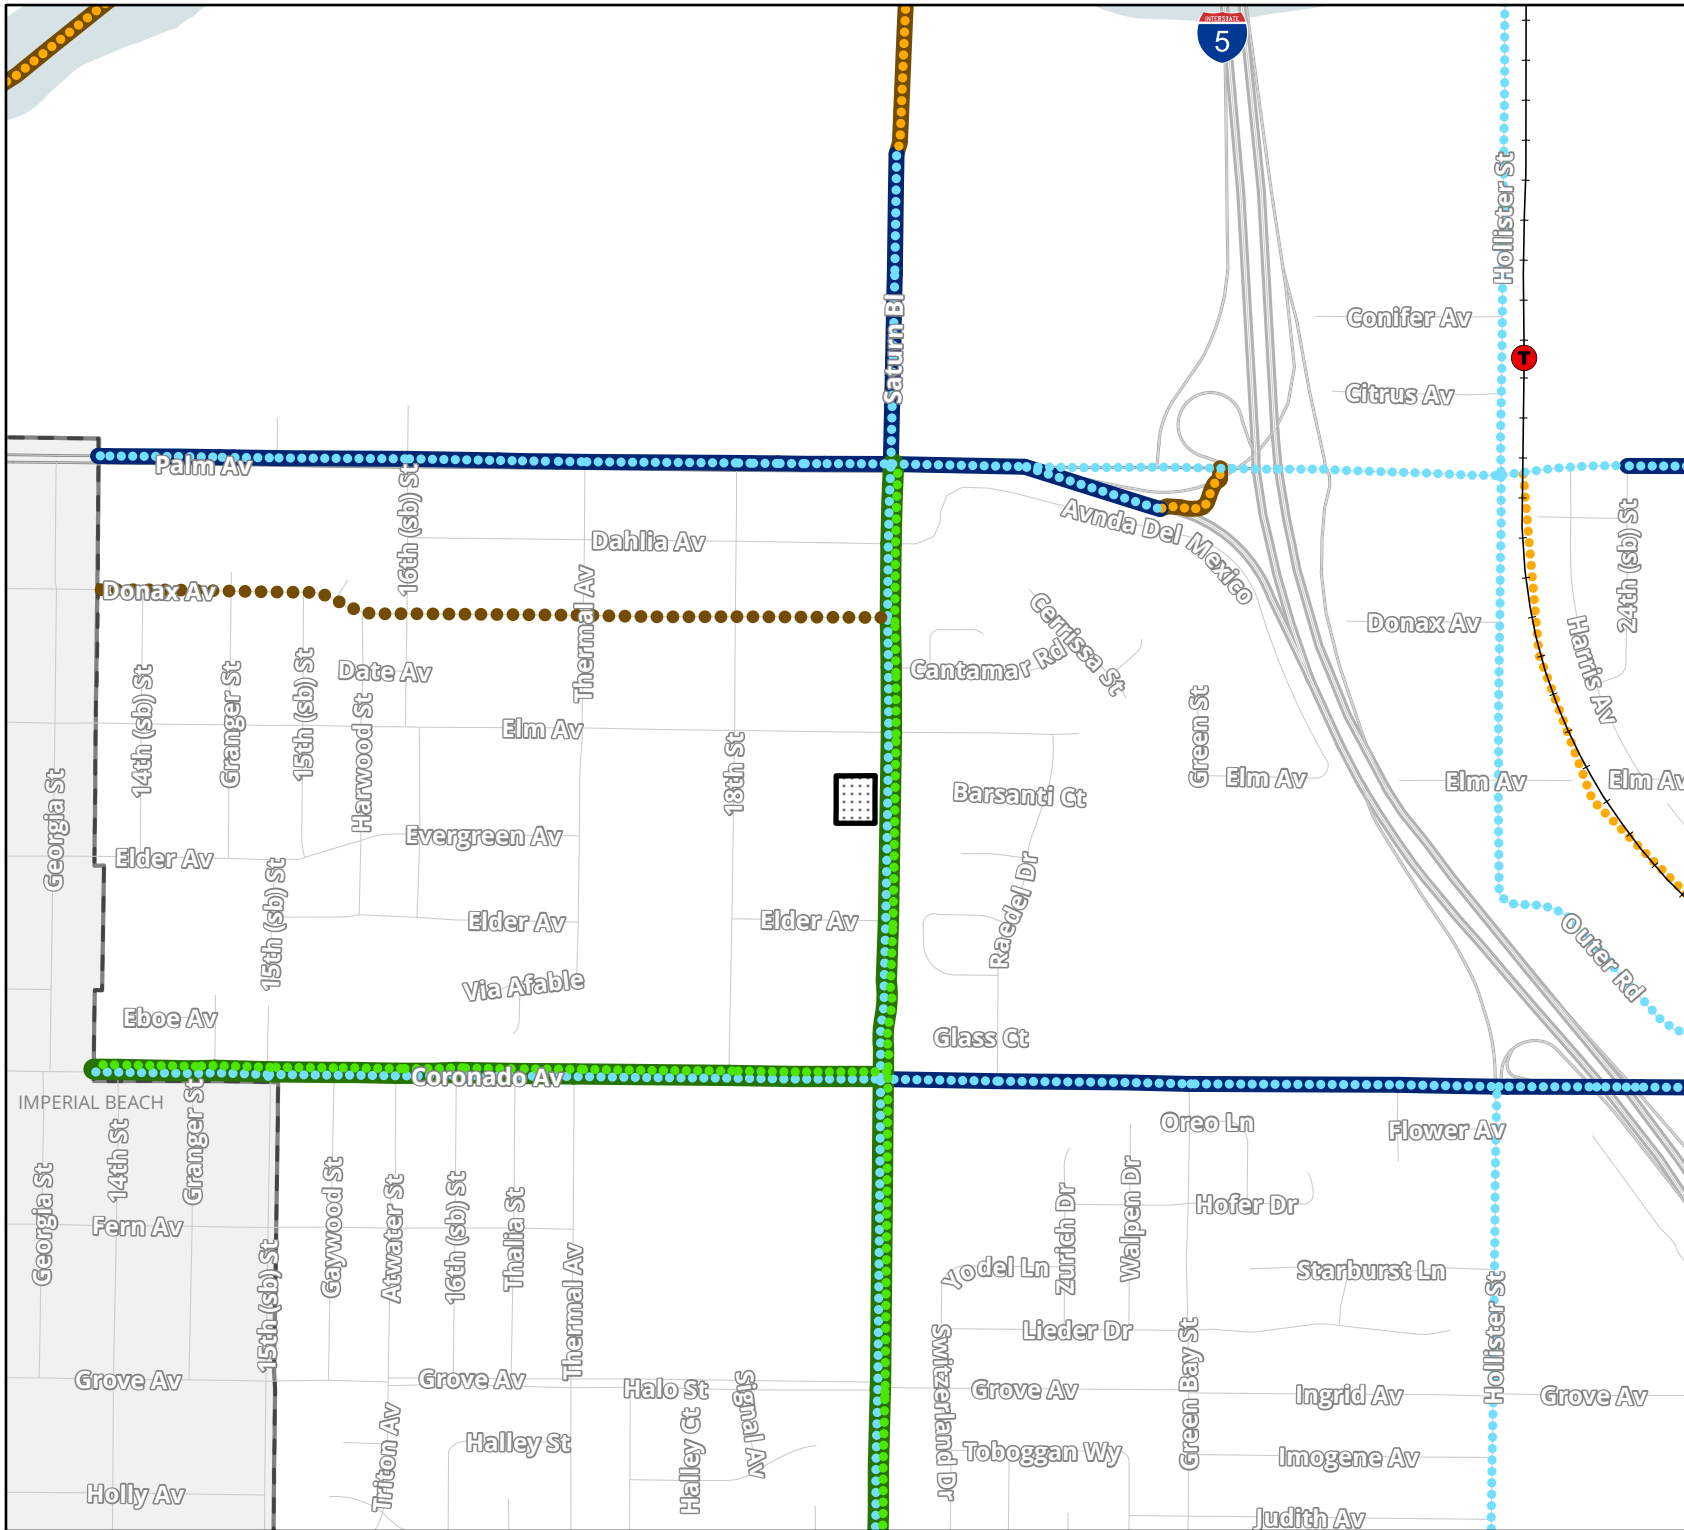 INTERSTATE
5
Hollister St
Conifer Av
Saturn Bl
T
Citrus Av
Palm Av
16th (sb) St
Avnda Del Mexico
Dahlia Av
24th (sb) St
Donax Av
Thermal Av
Cerrissa St
Donax Av
Harris Av
Date Av
Cantamar Rd
14th (sb) St
Granger St
15th (sb) St
Harwood St
Elm Av
18th St
Green St
Elm Av
Elm Av
Elm Av
Barsanti Ct
Georgia St
Evergreen Av
Elder Av
15th (sb) St
Elder Av
Elder Av
Raedel Dr
Outer Rd
Via Afable
Eboe Av
Glass Ct
Coronado Av
IMPERIAL BEACH
Granger St
14th St
Oreo Ln
Flower Av
Georgia St
Fern Av
15th (sb) St
Gaywood St
Atwater St
16th (sb) St
Thalia St
Thermal Av
Zurich Dr
Walpen Dr
Hofer Dr
Yodel Ln
Starburst Ln
Hollister St
Lieder Dr
Switzerland Dr
Green Bay St
Grove Av
Grove Av
Halo St
Signal Av
Grove Av
Ingrid Av
Grove Av
Triton Av
Halley St
Halley Ct
Toboggan Wy
Imogene Av
Holly Av
Judith Av